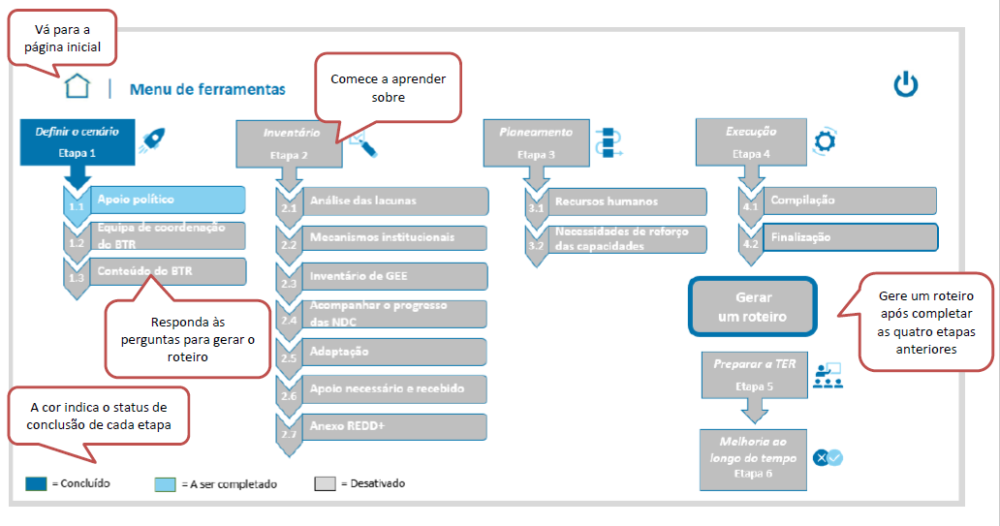 Vá para a
página inicial
Menu de ferramentas
Comece a aprender
sobre
Definir o cenário
Etapa 1
1.1 Apoio político
1.2 Equipa de coordenação
do BTR
1.3 Conteúdo do BTR
Responda às
perguntas para gerar o
roteiro
Inventário
Etapa 2
2.1 Análise das lacunas
2.2 Mecanismos institucionais
2.3 Inventário de GEE
2.4 Acompanhar o progresso
das NDC
2.5 Adaptação
2.6 Apoio necessário e recebido
2.7 Anexo REDD+
Planeamento
Etapa 3
3.1 Recursos humanos
3.2 Necessidades de reforço
das capacidades
Execução
Etapa 4
4.1 Compilação
4.2 Finalização
Gerar
um roteiro
Gere um roteiro
após completar
as quatro etapas
anteriores
Preparar a TER
Etapa 5
Melhoria ao
longo do tempo
Etapa 6
A cor indica o status de
conclusão de cada etapa
= Concluído
= A ser completado
= Desativado